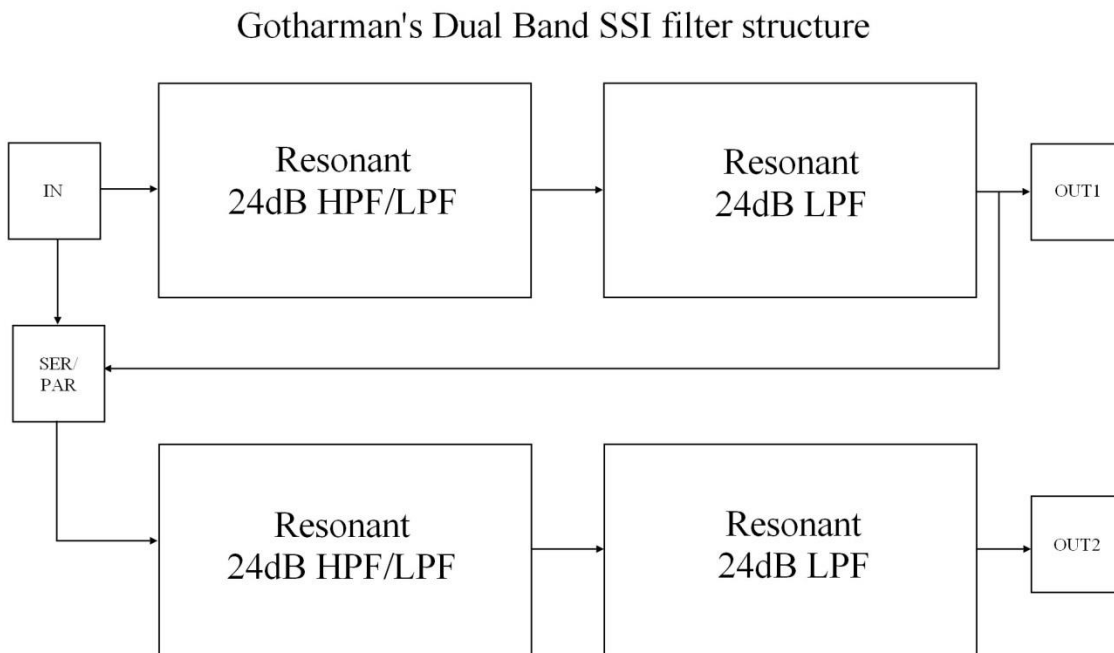 Gotharman's Dual Band SSI filter structure
IN
Resonant
24dB HPF/LPF
Resonant
24dB LPF
OUT1
SER/
PAR
Resonant
24dB HPF/LPF
Resonant
24dB LPF
OUT2